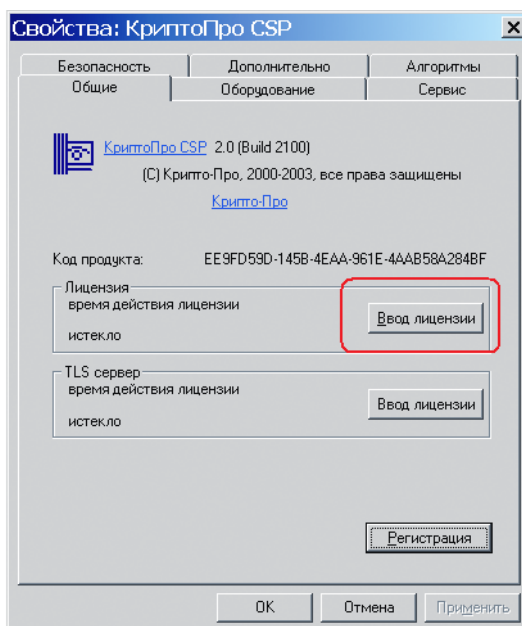 Свойства: КриптоПро CSP
Безопасность Дополнительно Алгоритмы
Общие Оборудование Сервис
КриптоПро CSP 2.0 (Build 2100)
(C) Крипто-Про, 2000-2003, все права защищены
Крипто-Про
Код продукта: EE9FD59D-145B-4EAA-961E-4AAB58A284BF
Лицензия
время действия лицензии
Ввод лицензии
истекло
TLS сервер
время действия лицензии
Ввод лицензии
истекло
Регистрация
OK Отмена Применить